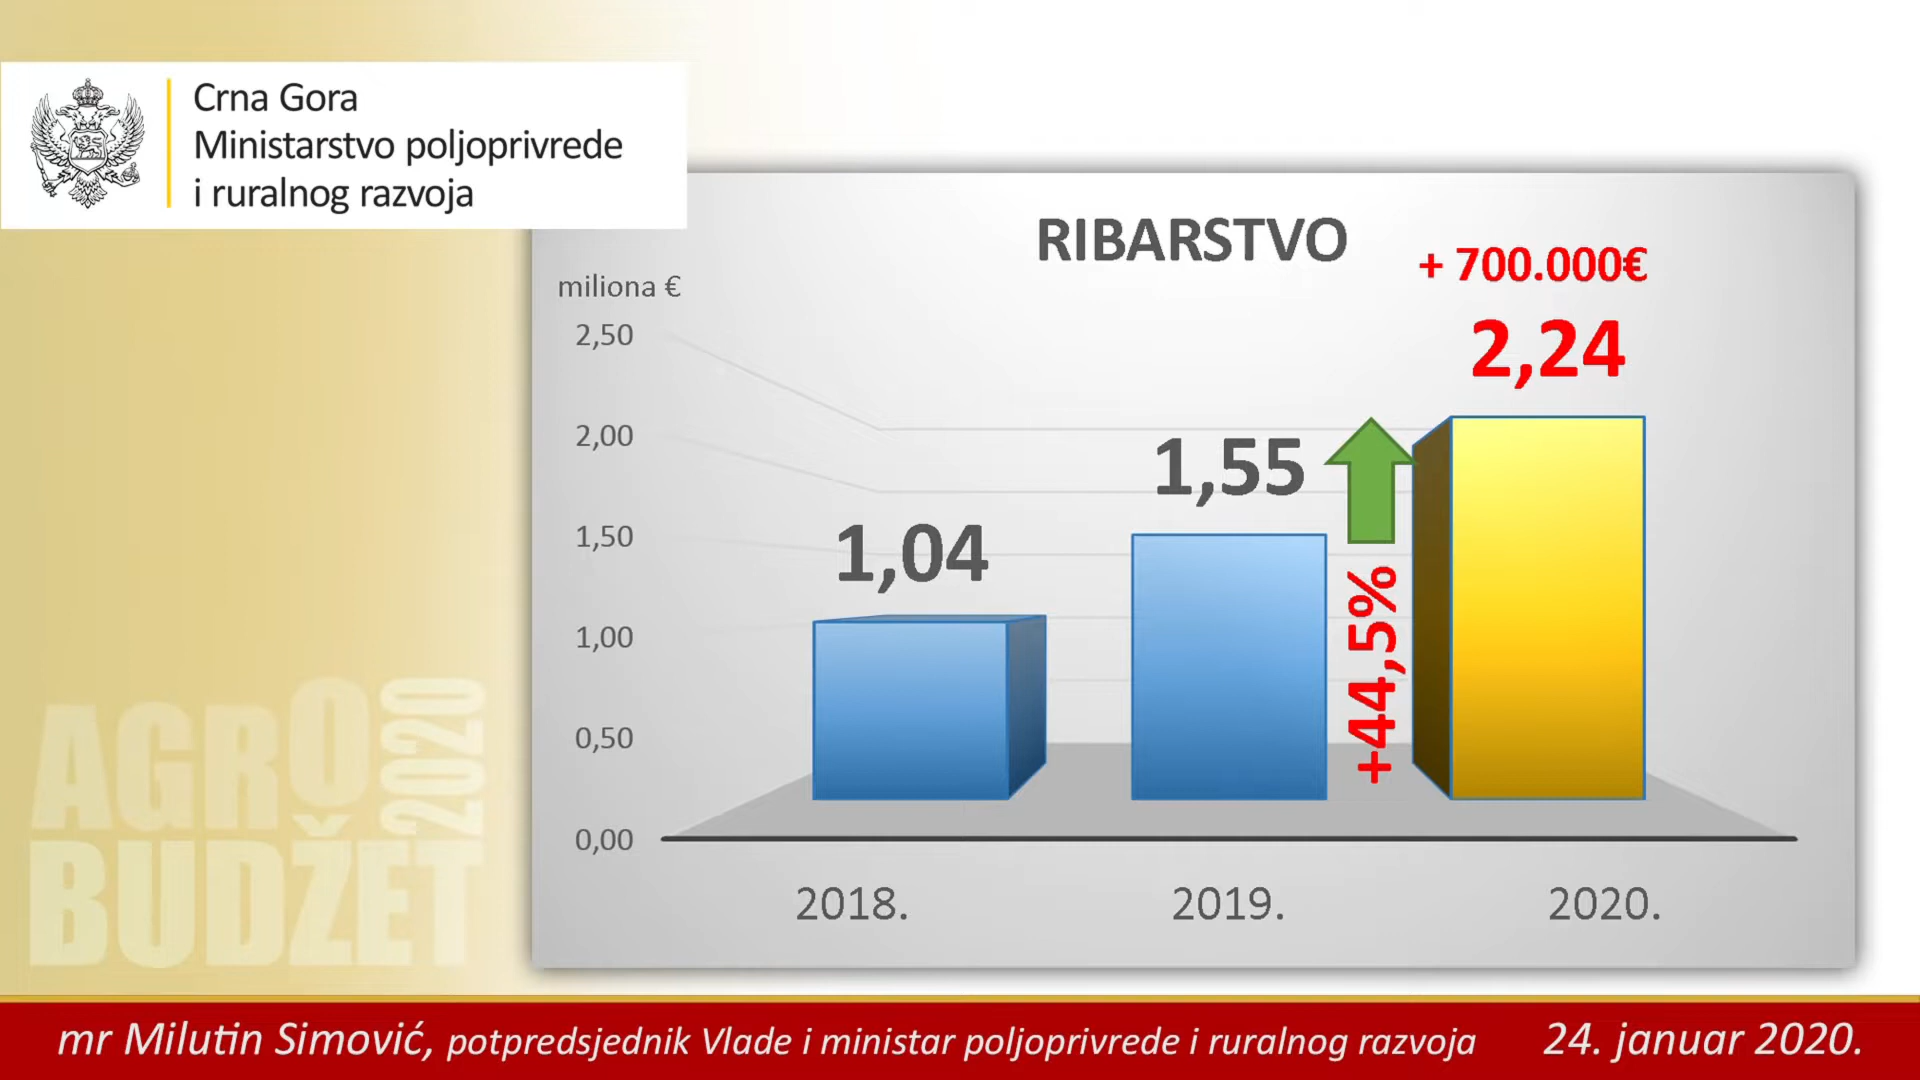 Crna Gora
Ministarstvo poljoprivrede
i ruralnog razvoja
RIBARSTVO
+ 700.000€
miliona €
2,50
2,00
1,50
1,00
0,50
0,00
1,04
1,55
2,24
+44,5%
2018.
2019.
2020.
AGRO
2020
BUDŽET
mr Milutin Simović, potpredsjednik Vlade i ministar poljoprivrede i ruralnog razvoja
24. januar 2020.